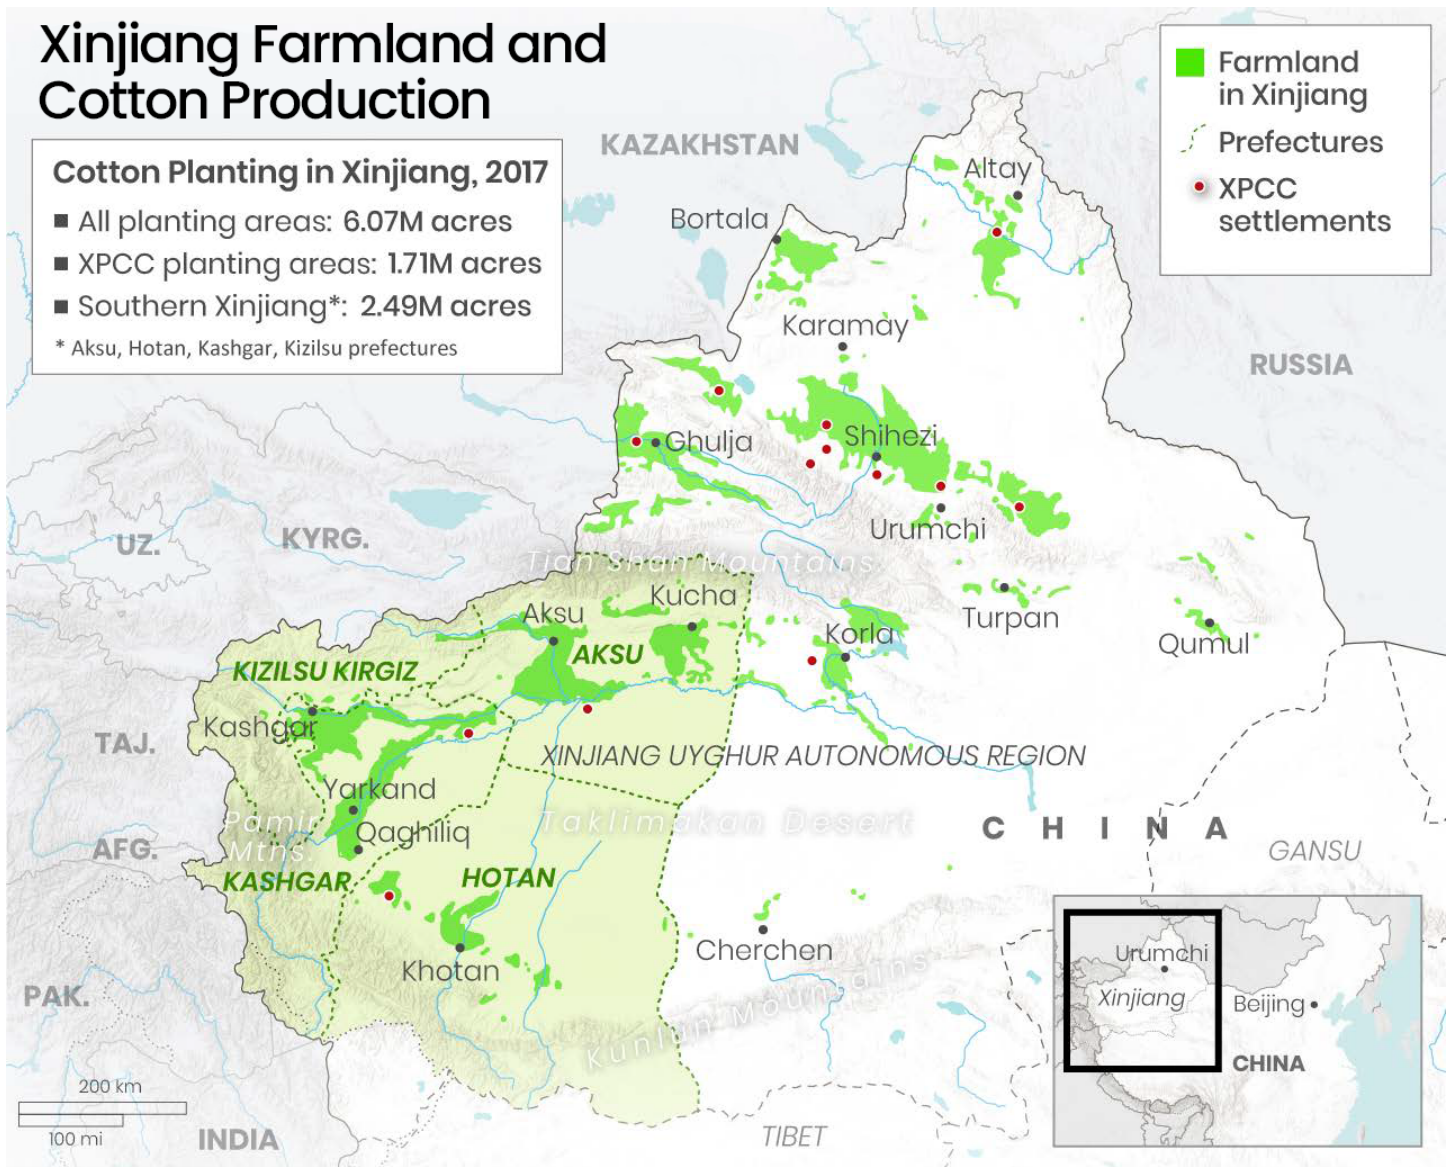 Xinjiang Farmland and
Cotton Production
Cotton Planting in Xinjiang, 2017
■ All planting areas: 6.07M acres
■ XPCC planting areas: 1.71M acres
■ Southern Xinjiang*: 2.49M acres
* Aksu, Hotan, Kashgar, Kizilsu prefectures
Farmland
in Xinjiang
Prefectures
XPCC
settlements
KAZAKHSTAN
Altay
Bortala
Karamay
RUSSIA
Ghulja
Shihezi
Urumchi
UZ.
KYRG.
Tian Shan Mountains
Kucha
Aksu
Turpan
Korla
Qumul
AKSU
KIZILSU KIRGIZ
Kashgar
TAJ.
XINJIANG UYGHUR AUTONOMOUS REGION
Yarkand
Pamir
Mtns.
Qaghiliq
Taklimakan Desert
CHINA
AFG.
GANSU
KASHGAR
HOTAN
Cherchen
Khotan
PAK.
Kunlun Mountains
Urumchi
Xinjiang
Beijing
CHINA
200 km
100 mi
INDIA
TIBET